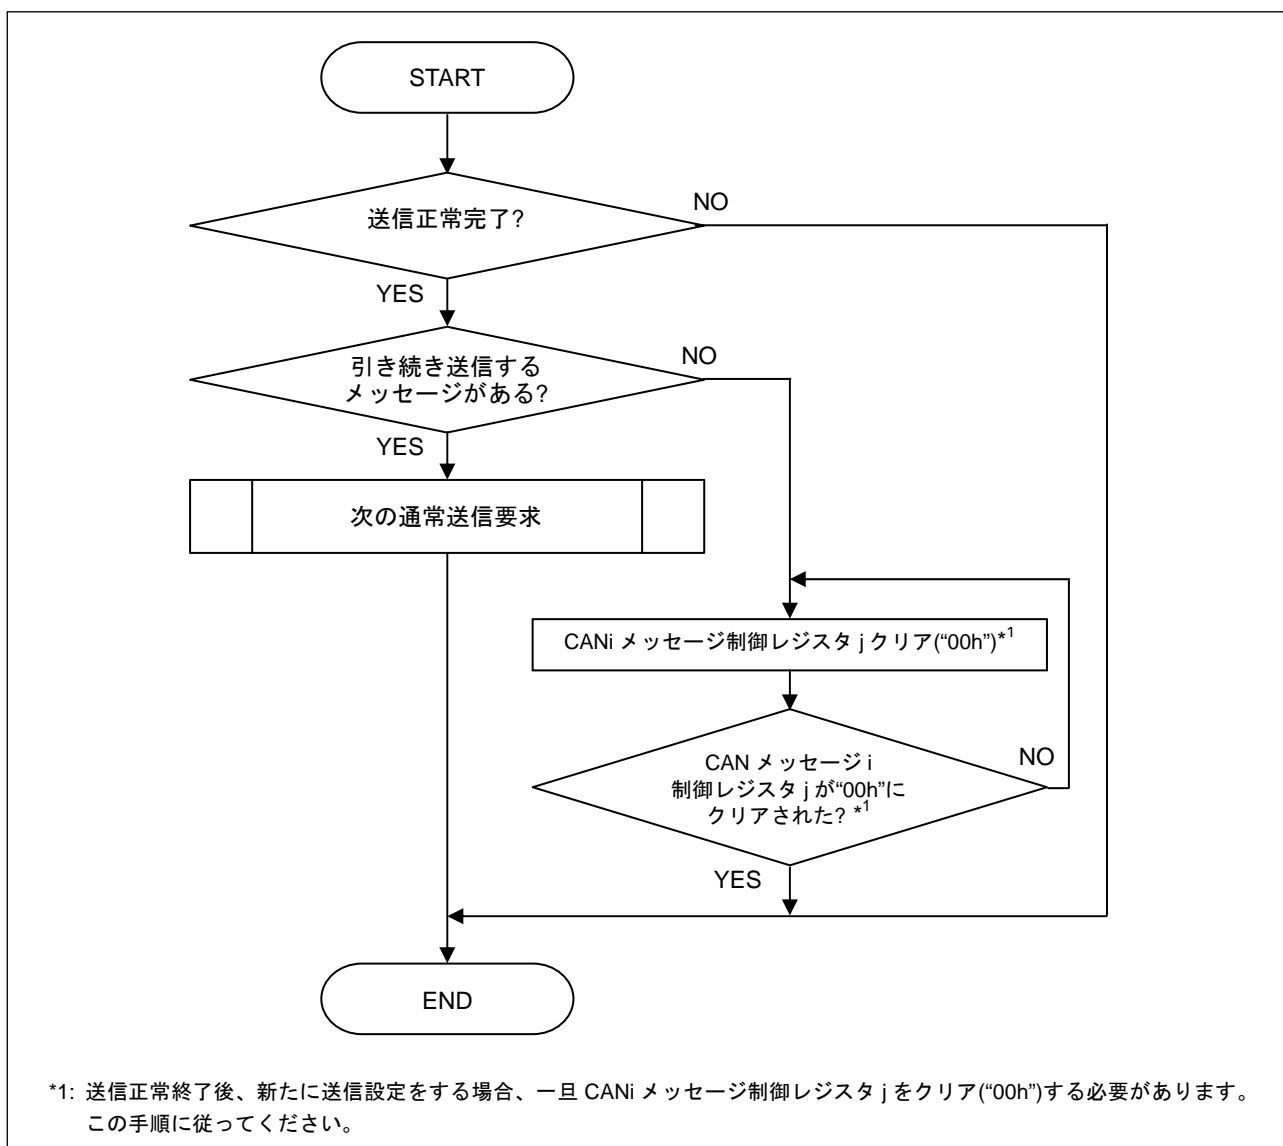 START
送信正常完了?
NO
YES
引き続き送信する
メッセージがある?
NO
YES
次の通常送信要求
CANi メッセージ制御レジスタ j クリア(“00h”)*1
CAN メッセージ i
制御レジスタ j が“00h”に
クリアされた? *1
NO
YES
END
*1: 送信正常終了後、新たに送信設定をする場合、一旦 CANi メッセージ制御レジスタ j をクリア(“00h”)する必要があります。
この手順に従ってください。